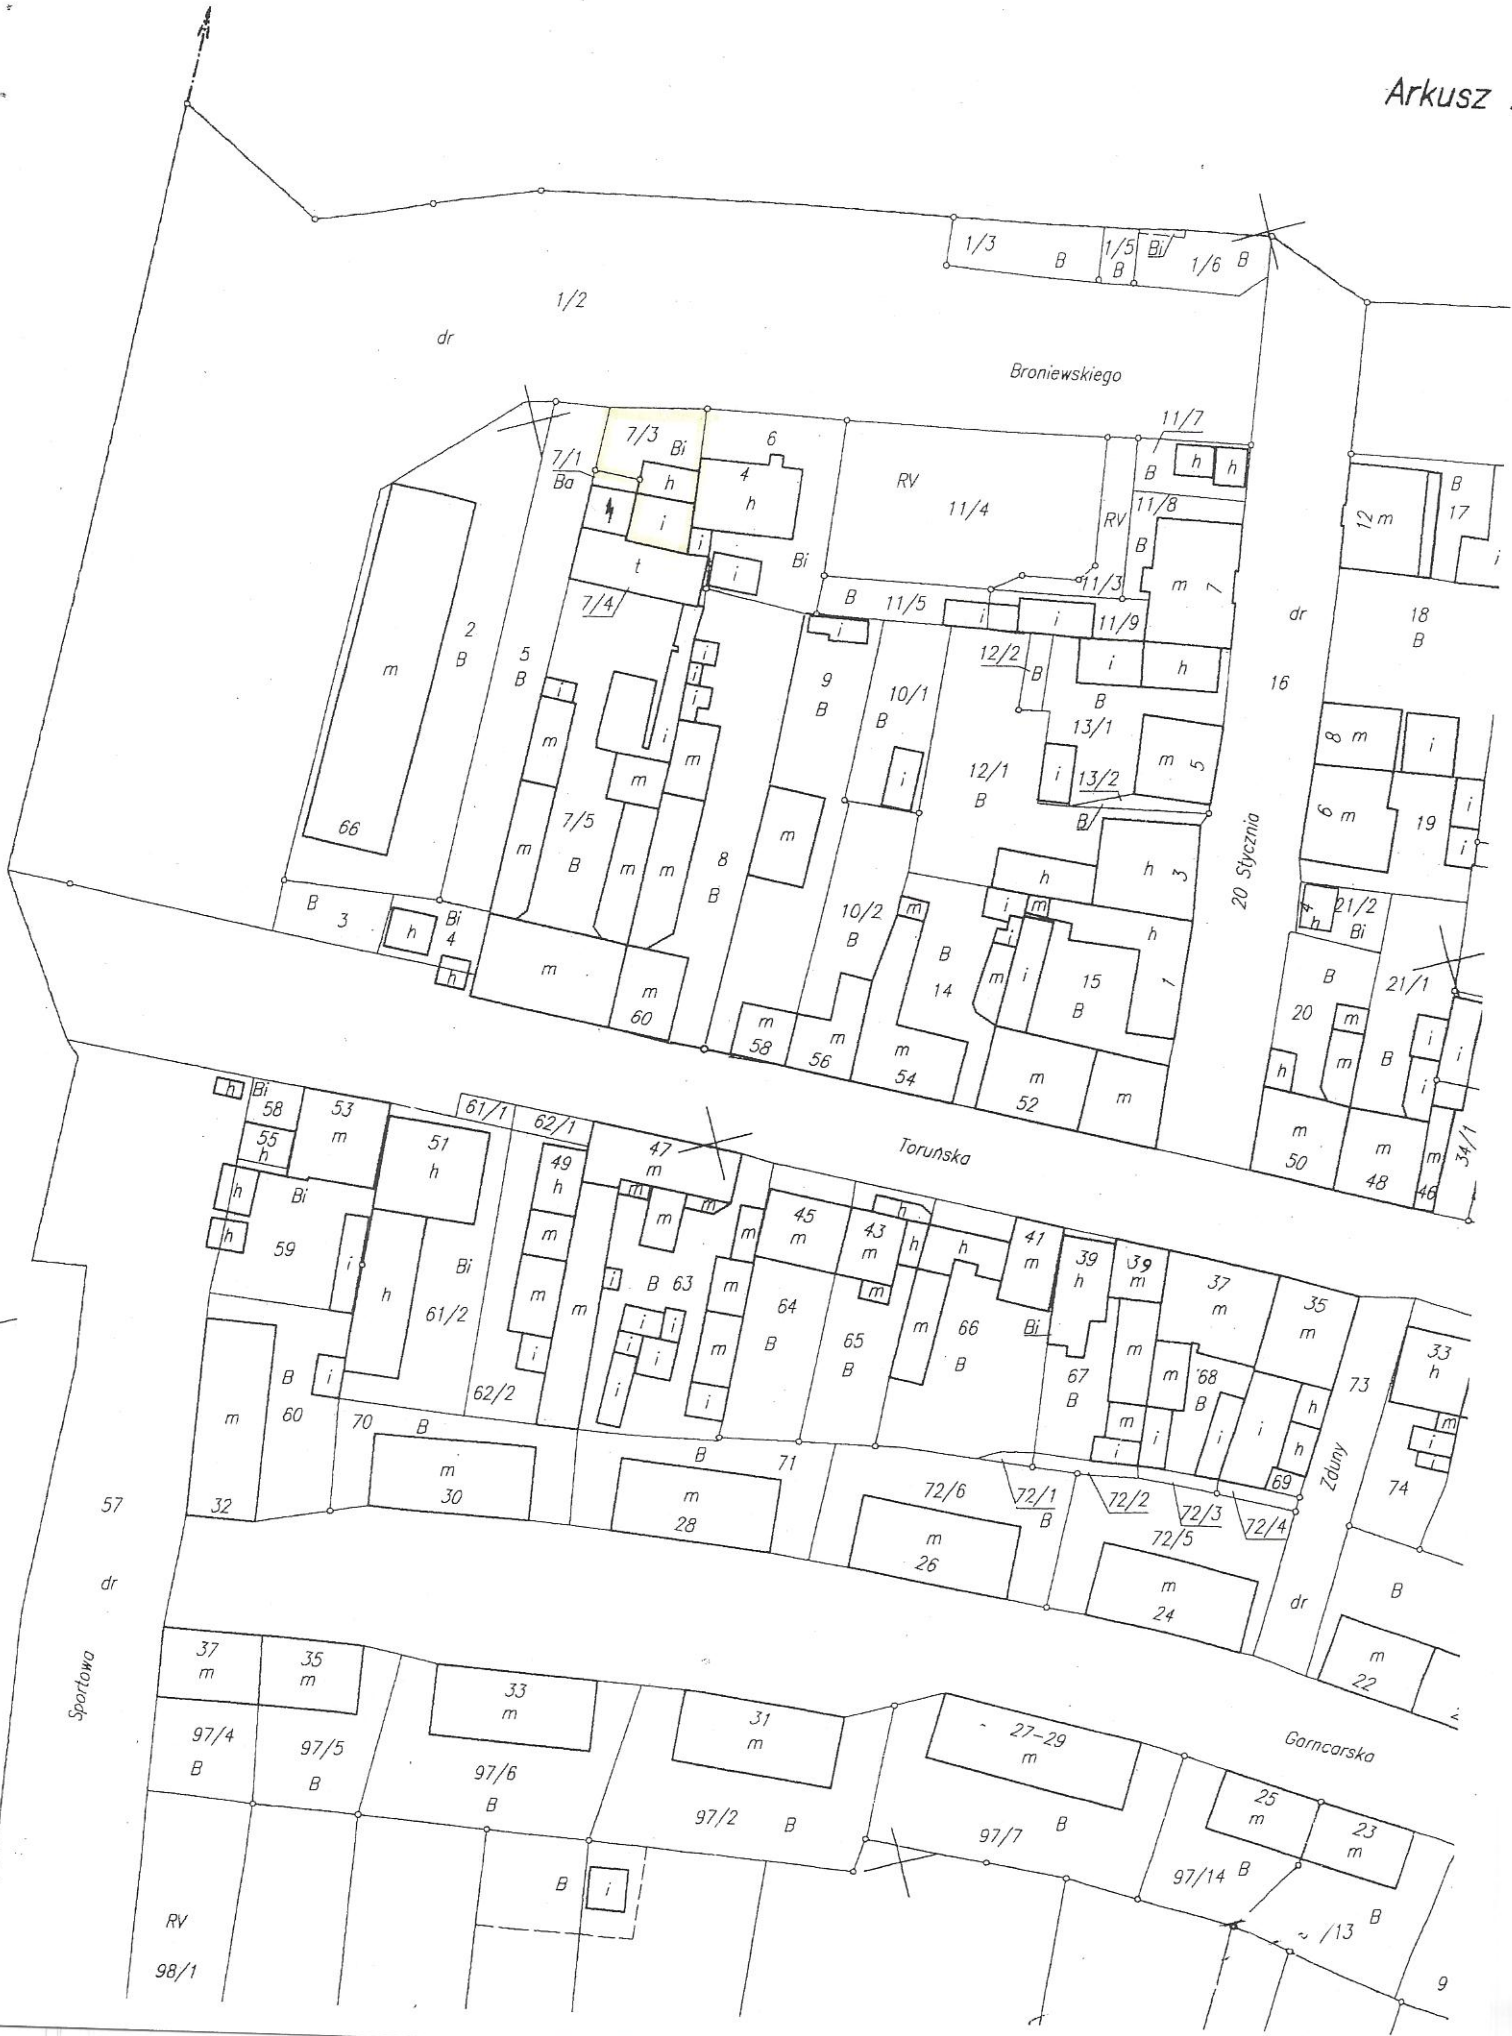 Arkusz
1/3
B
1/5
B
Bi
1/6
B
1/2
dr
Broniewskiego
7/3
Bi
7/1
Ba
h
i
6
4
h
i
i
Bi
t
7/4
RV
11/4
RV
11/7
B
h
h
11/8
B
m
7
11/3
B
11/5
i
i
11/9
12
m
B
17
i
18
B
dr
16
2
B
m
66
5
B
i
m
m
7/5
B
i
i
i
i
m
m
m
m
8
B
9
B
i
10/1
B
i
m
12/2
B
i
h
B
13/1
m
5
12/1
B
i
13/2
B
h
h
3
20 Stycznia
8
m
i
6
m
19
i
i
B
3
h
Bi
4
h
m
m
60
10/2
B
m
B
14
i
m
i
m
i
h
15
B
1
4
h
21/2
Bi
B
20
21/1
m
i
i
h
m
B
i
m
58
m
56
m
54
m
52
m
m
50
m
48
m
46
34/1
h
Bi
58
53
m
55
h
51
h
61/1
62/1
47
m
Toruńska
49
h
h
Bi
h
59
i
h
Bi
61/2
m
m
m
m
m
m
m
45
m
43
m
h
h
h
41
m
39
h
39
m
37
m
35
m
33
h
i
B
63
m
64
B
65
B
m
m
66
B
Bi
67
B
m
m
68
B
73
m
i
i
i
i
i
i
m
i
62/2
i
B
60
i
m
32
70
B
m
30
B
71
m
28
72/6
B
m
26
72/1
72/2
72/3
72/4
72/5
m
24
m
i
i
i
i
h
h
69
Zduny
74
dr
B
m
22
57
dr
Sportowa
37
m
35
m
33
m
31
m
27-29
m
Garncarska
25
m
23
m
97/4
B
97/5
B
97/6
B
97/2
B
97/7
B
97/14
B
B
/13
9
B
i
RV
98/1